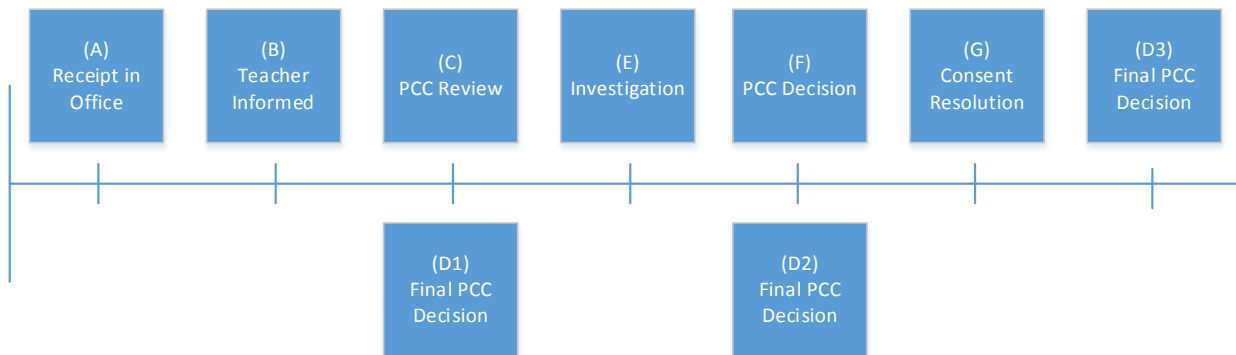 (A)
Receipt in
Office
(B)
Teacher
Informed
(C)
PCC Review
(E)
Investigation
(F)
PCC Decision
(G)
Consent
Resolution
(D3)
Final PCC
Decision
(D1)
Final PCC
Decision
(D2)
Final PCC
Decision